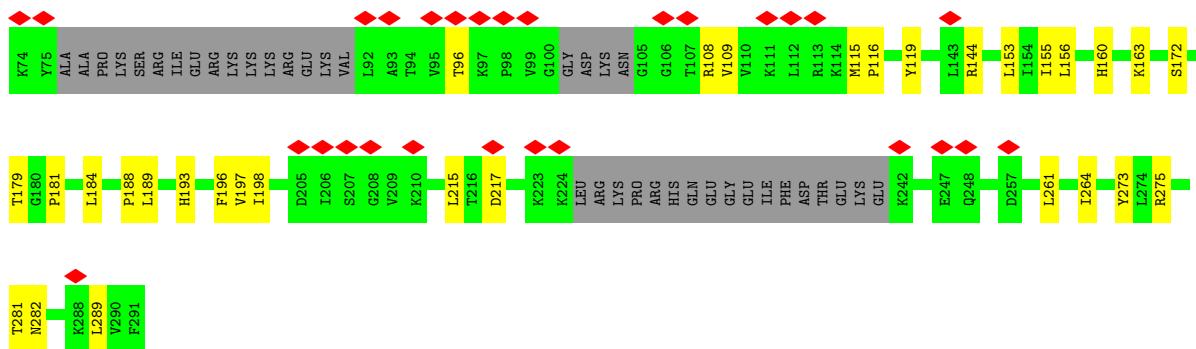 K74 Y75 ALA ALA PRO LYS SER ARG ILE GLU ARG LYS LYS LYS ARG GLU LYS VAL L92 A93 T94 V95 T96 K97 P98 V99 G100 GLY ASP LYS ASN G105 G106 T107 R108 V109 V110 K111 L112 R113 K114 M115 P116 Y119 L143 R144 L153 I154 I155 L156 H160 K163 S172
T179 G180 P181 L184 P188 L189 H193 F196 V197 I198 D205 I206 S207 G208 V209 K210 L215 T216 D217 K223 K224 LEU ARG LYS PRO ARG HIS GLN GLU GLY GLU ILE PHE ASP THR GLU LYS GLU K242 E247 Q248 D257 L261 I264 Y273 L274 R275
T281 N282 K288 L289 V290 F291